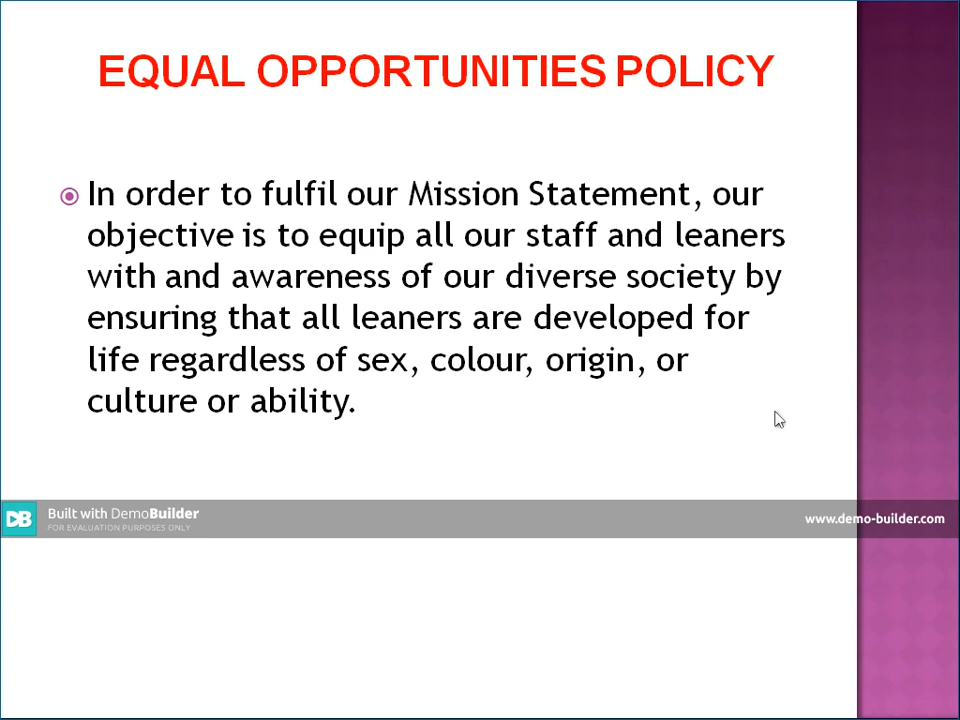 EQUAL OPPORTUNITIES POLICY
In order to fulfil our Mission Statement, our
objective is to equip all our staff and leaners
with and awareness of our diverse society by
ensuring that all leaners are developed for
life regardless of sex, colour, origin, or
culture or ability.
DB
Built with DemoBuilder
FOR EVALUATION PURPOSES ONLY
www.demo-builder.com